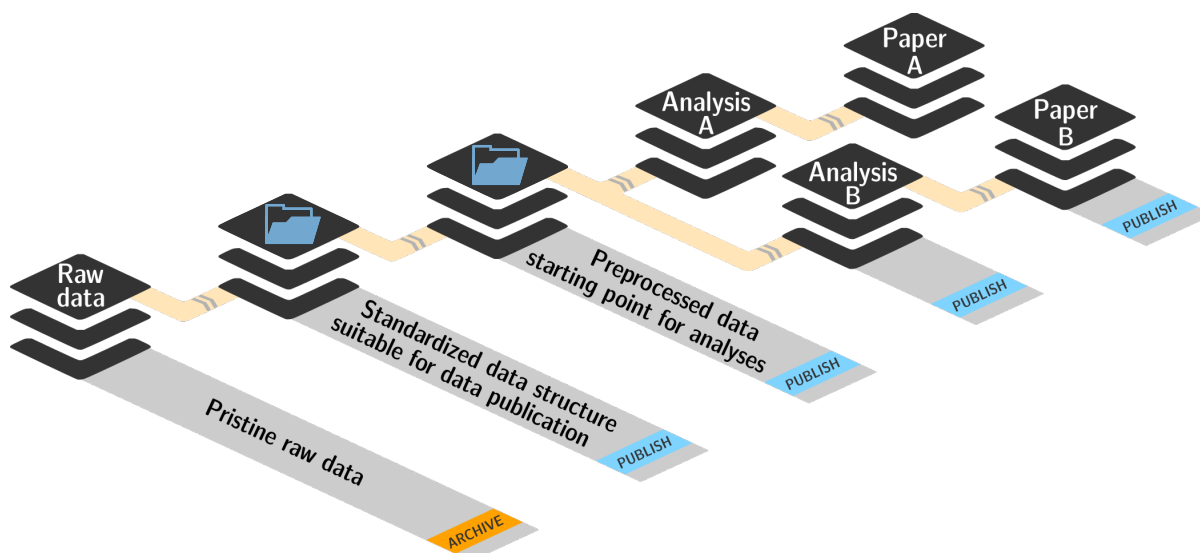 Paper
A
Analysis
A
Paper
B
Analysis
B
Raw
data
PUBLISH
PUBLISH
Preprocessed data
starting point for analyses
PUBLISH
Standardized data structure
suitable for data publication
PUBLISH
Pristine raw data
ARCHIVE